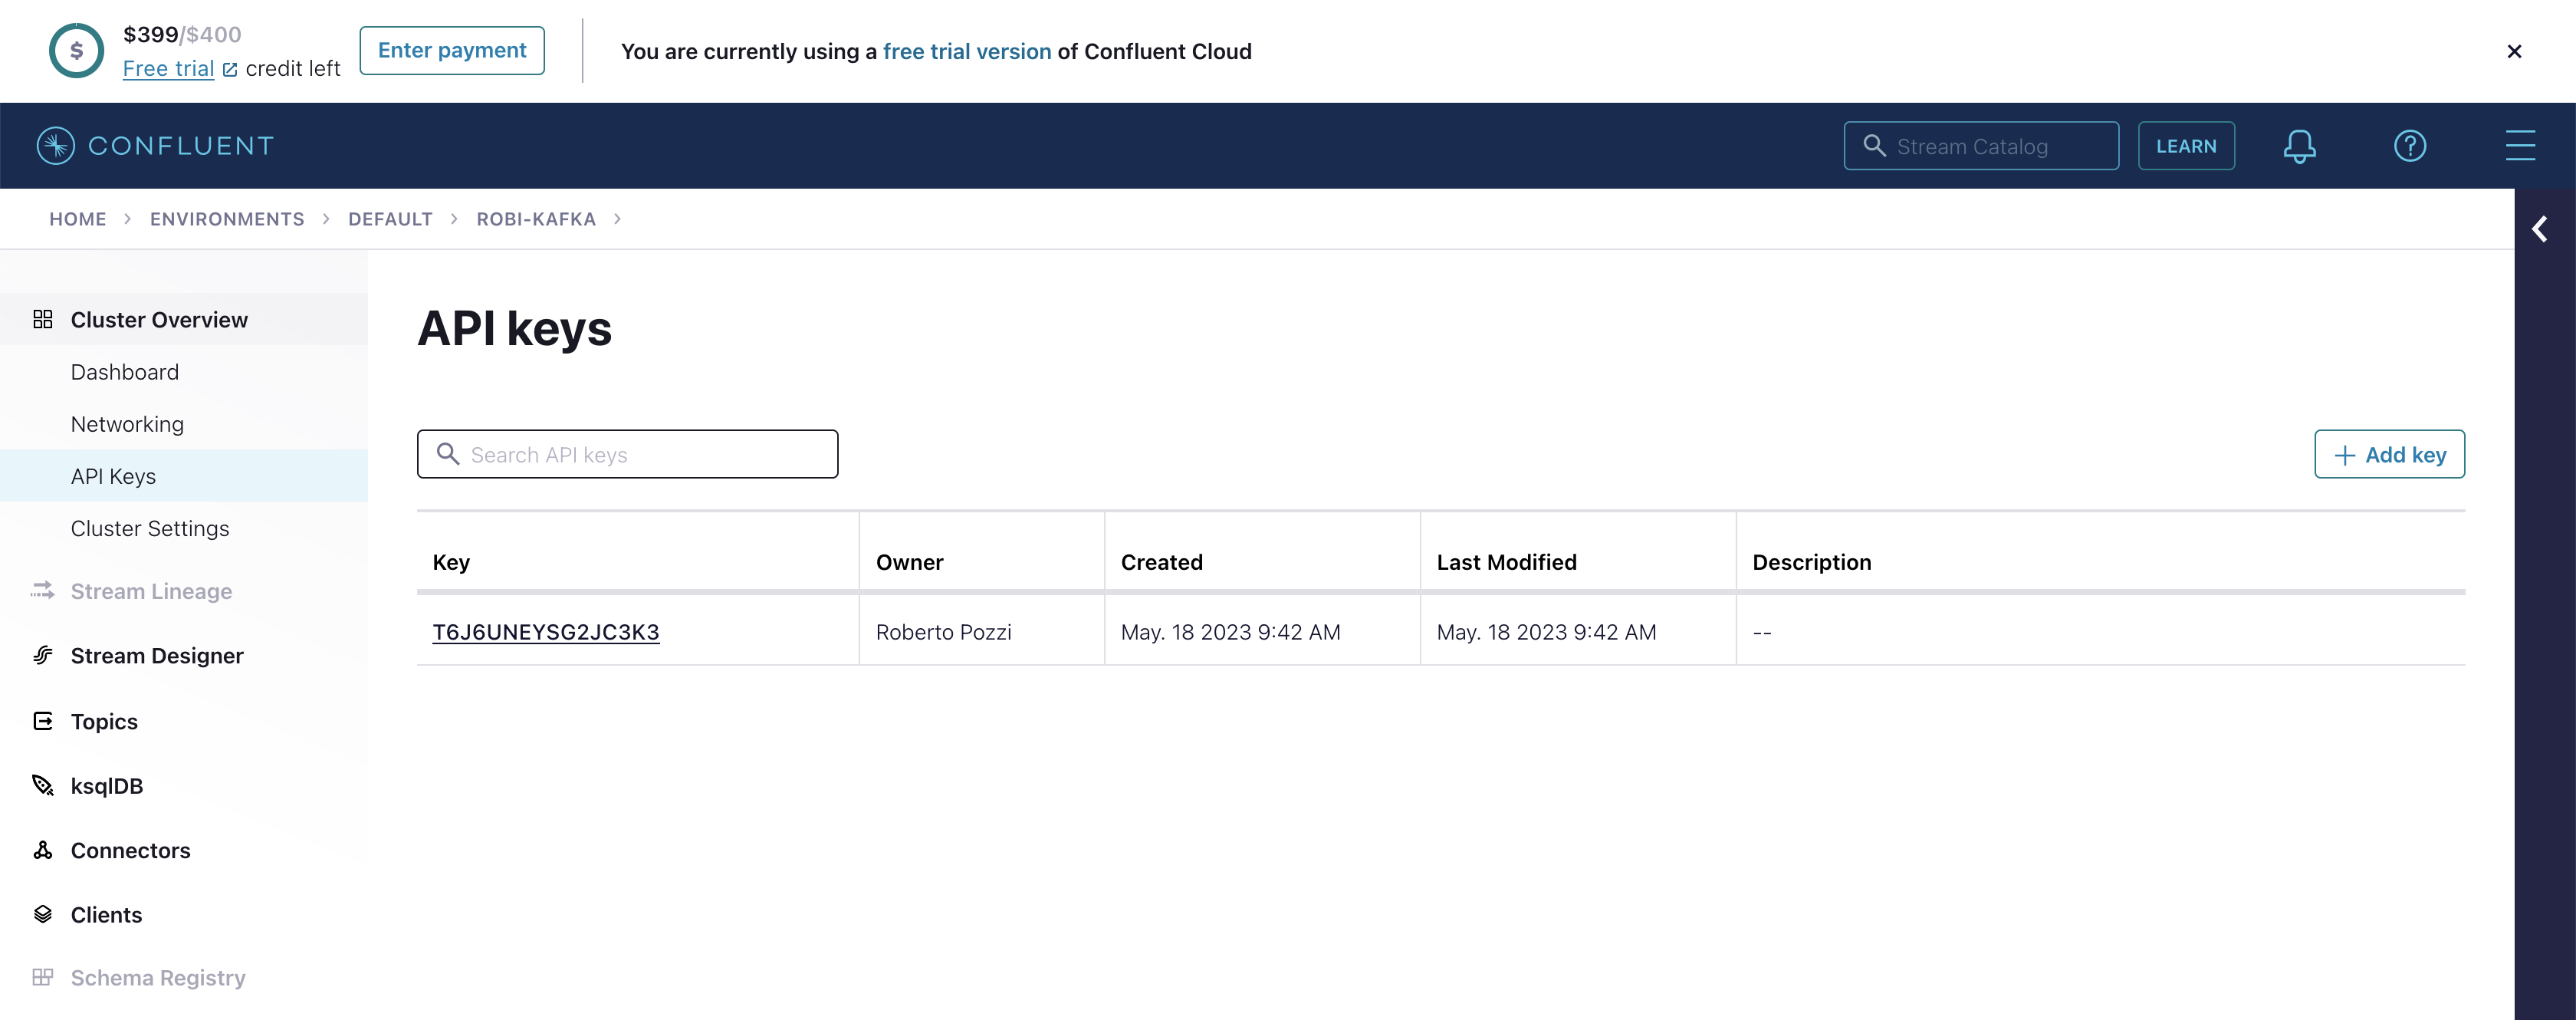 $399/$400
Free trial credit left
Enter payment
You are currently using a free trial version of Confluent Cloud
CONFLUENT
Stream Catalog
LEARN
HOME > ENVIRONMENTS > DEFAULT > ROBI-KAFKA >
Cluster Overview
Dashboard
Networking
API Keys
Cluster Settings
Stream Lineage
Stream Designer
Topics
ksqlDB
Connectors
Clients
Schema Registry
API keys
Search API keys
+ Add key
Key Owner Created Last Modified Description
T6J6UNEYSG2JC3K3 Roberto Pozzi May. 18 2023 9:42 AM May. 18 2023 9:42 AM --